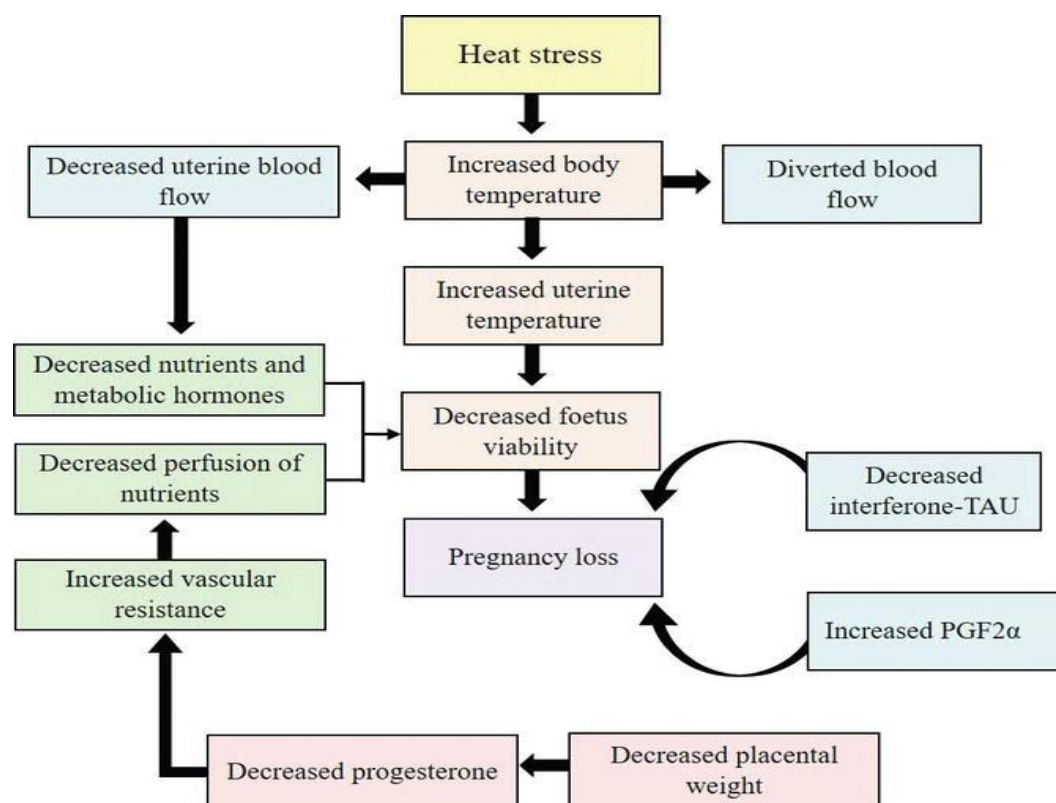 Heat stress
Decreased uterine blood
flow
Increased body
temperature
Diverted blood
flow
Increased uterine
temperature
Decreased nutrients and
metabolic hormones
Decreased foetus
viability
Decreased perfusion of
nutrients
Decreased
interferone-TAU
Pregnancy loss
Increased vascular
resistance
Increased PGF2α
Decreased progesterone
Decreased placental
weight